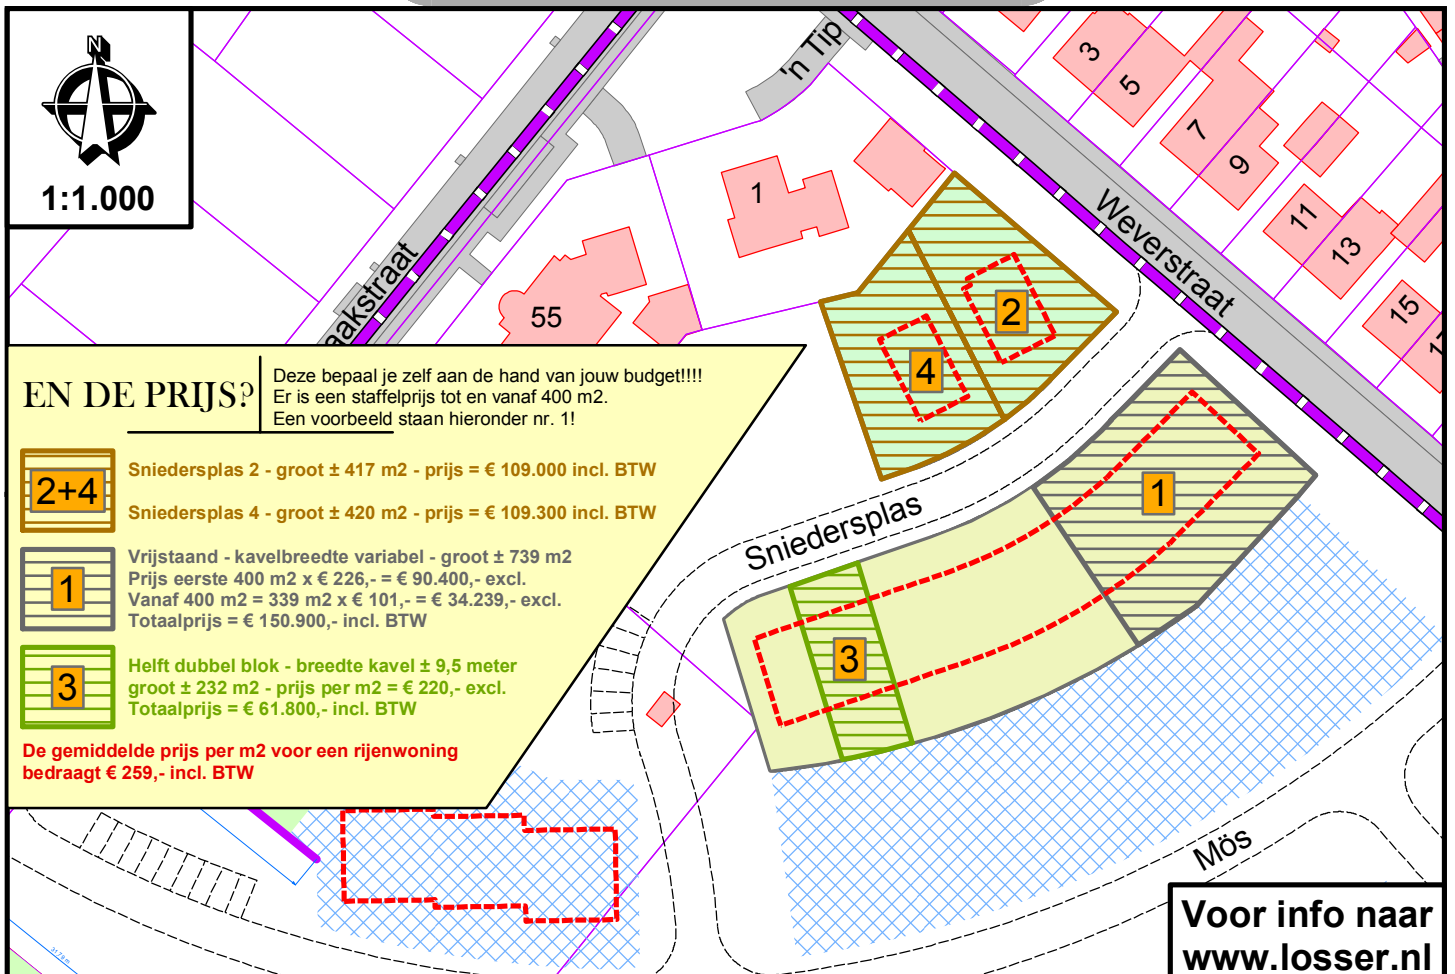 N
1:1.000
'n Tip
3
5
7
9
11
13
15
1
55
Weverstraat
aakstraat
2
4
1
3
Sniedersplas
Mös
EN DE PRIJS?
Deze bepaal je zelf aan de hand van jouw budget!!!!
Er is een staffelprijs tot en vanaf 400 m2.
Een voorbeeld staan hieronder nr. 1!
2+4
Sniedersplas 2 - groot ± 417 m2 - prijs = € 109.000 incl. BTW
Sniedersplas 4 - groot ± 420 m2 - prijs = € 109.300 incl. BTW
1
Vrijstaand - kavelbreedte variabel - groot ± 739 m2
Prijs eerste 400 m2 x € 226,- = € 90.400,- excl.
Vanaf 400 m2 = 339 m2 x € 101,- = € 34.239,- excl.
Totaalprijs = € 150.900,- incl. BTW
3
Helft dubbel blok - breedte kavel ± 9,5 meter
groot ± 232 m2 - prijs per m2 = € 220,- excl.
Totaalprijs = € 61.800,- incl. BTW
De gemiddelde prijs per m2 voor een rijenwoning
bedraagt € 259,- incl. BTW
Voor info naar
www.losser.nl